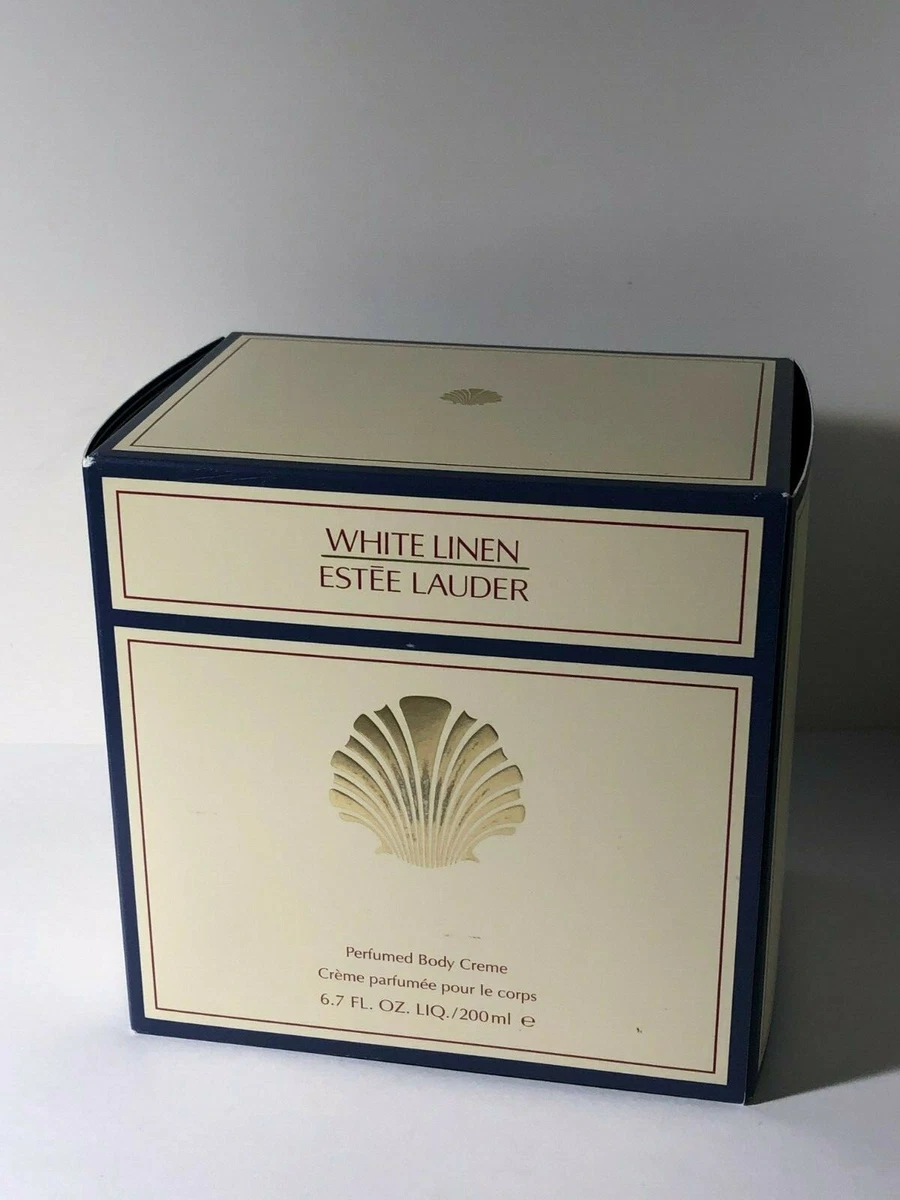 WHITE LINEN
ESTĒE LAUDER
Perfumed Body Creme
Crème parfumée pour le corps
6.7 FL. OZ. LIQ./200ml ℮